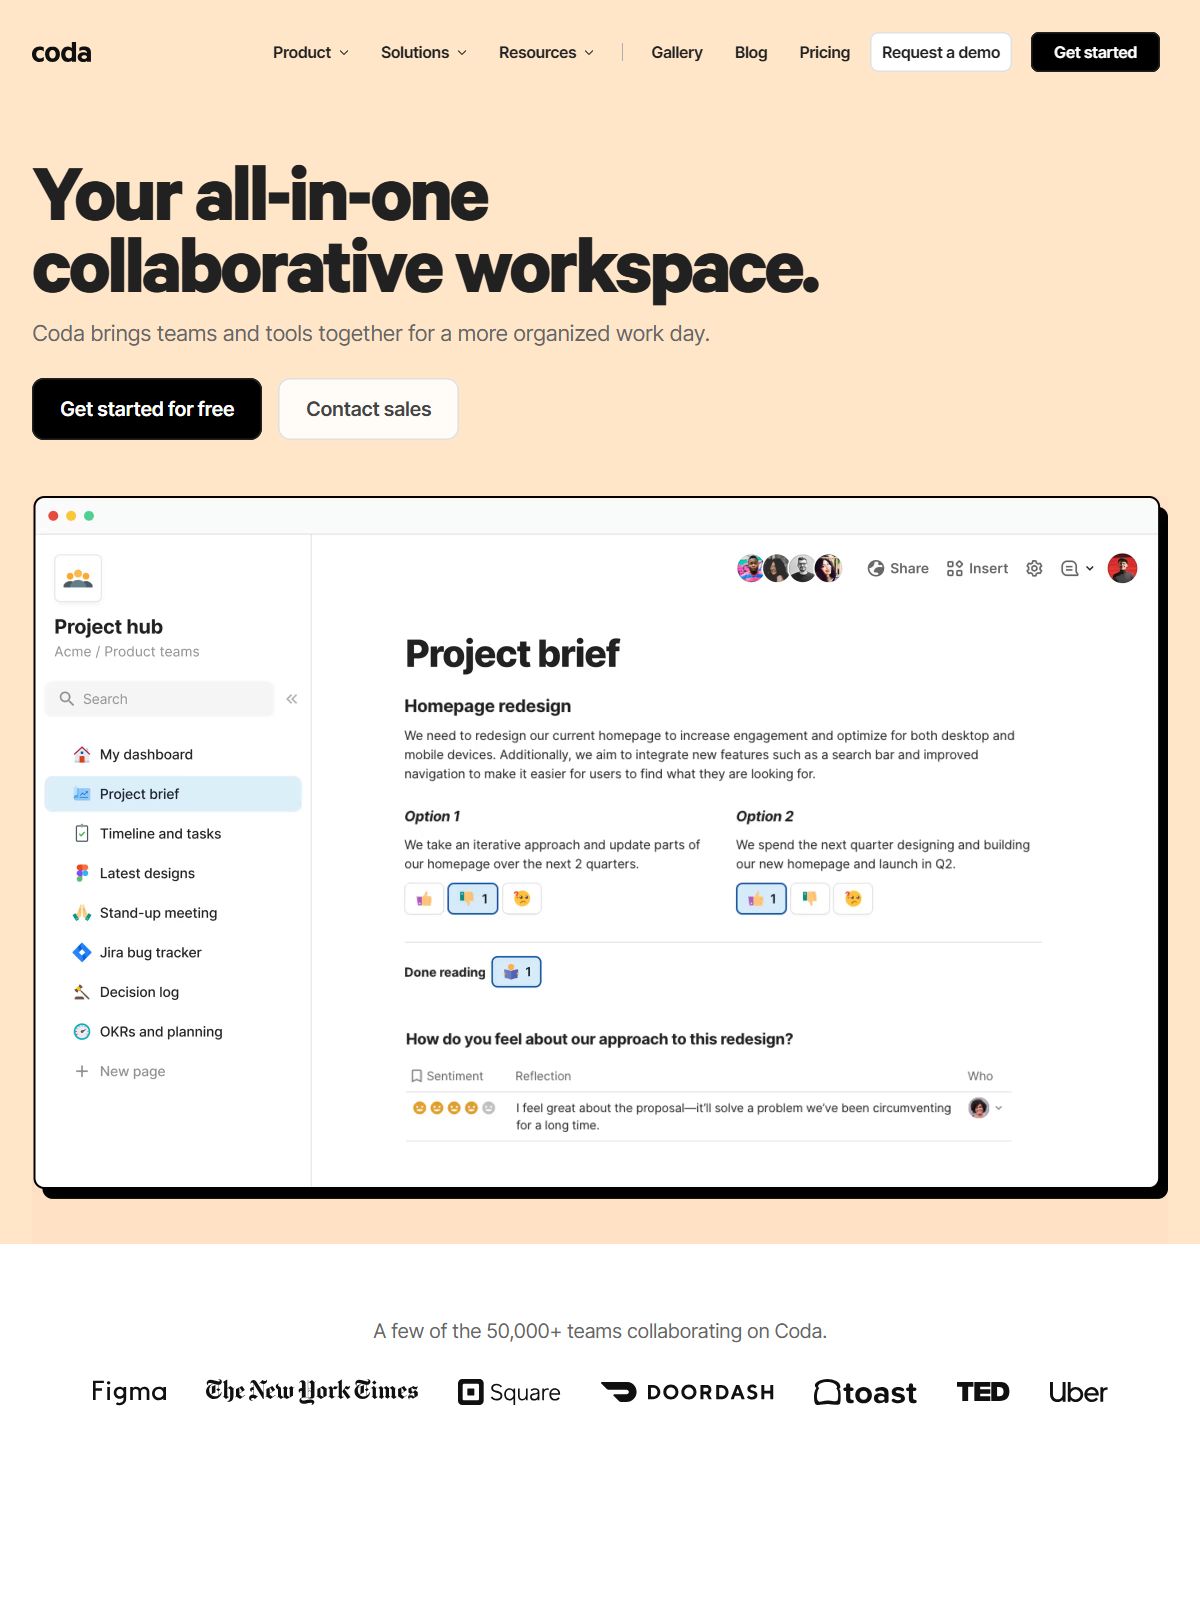 coda
Product
Solutions
Resources
Gallery
Blog
Pricing
Request a demo
Get started
Your all-in-one
collaborative workspace.
Coda brings teams and tools together for a more organized work day.
Get started for free
Contact sales
Share
Insert
Project hub
Acme / Product teams
Search
My dashboard
Project brief
Timeline and tasks
Latest designs
Stand-up meeting
Jira bug tracker
Decision log
OKRs and planning
New page
Project brief
Homepage redesign
We need to redesign our current homepage to increase engagement and optimize for both desktop and
mobile devices. Additionally, we aim to integrate new features such as a search bar and improved
navigation to make it easier for users to find what they are looking for.
Option 1
We take an iterative approach and update parts of
our homepage over the next 2 quarters.
1
Option 2
We spend the next quarter designing and building
our new homepage and launch in Q2.
1
Done reading
1
How do you feel about our approach to this redesign?
Sentiment
Reflection
Who
I feel great about the proposal—it’ll solve a problem we’ve been circumventing
for a long time.
A few of the 50,000+ teams collaborating on Coda.
Figma
The New York Times
Square
DOORDASH
toast
TED
Uber